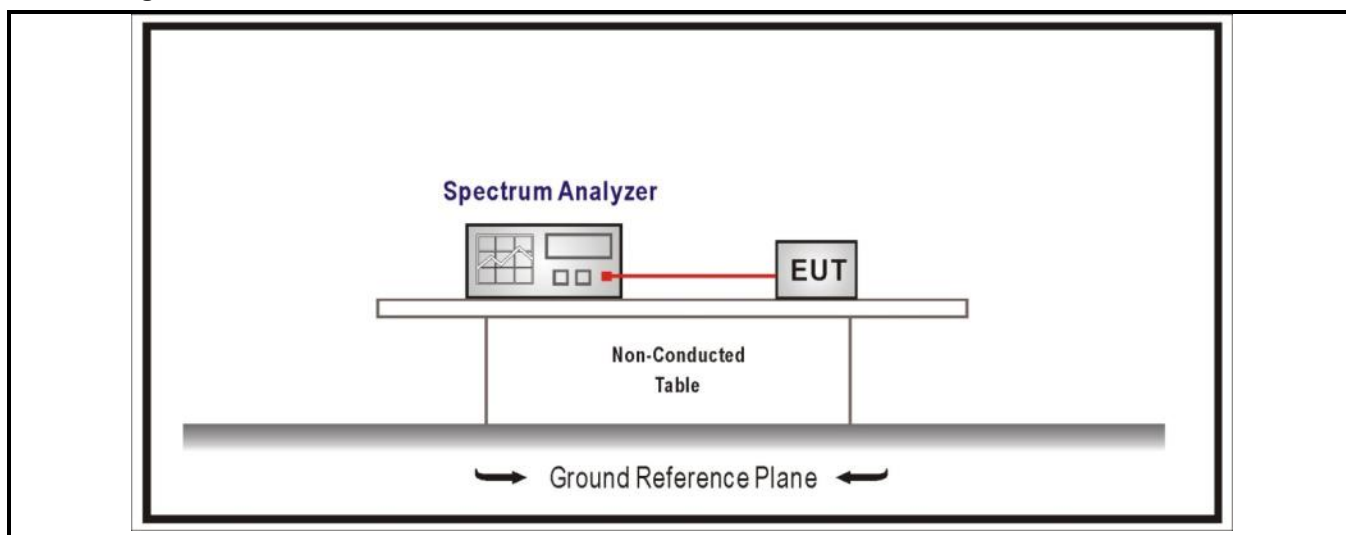 Spectrum Analyzer
EUT
Non-Conducted
Table
Ground Reference Plane